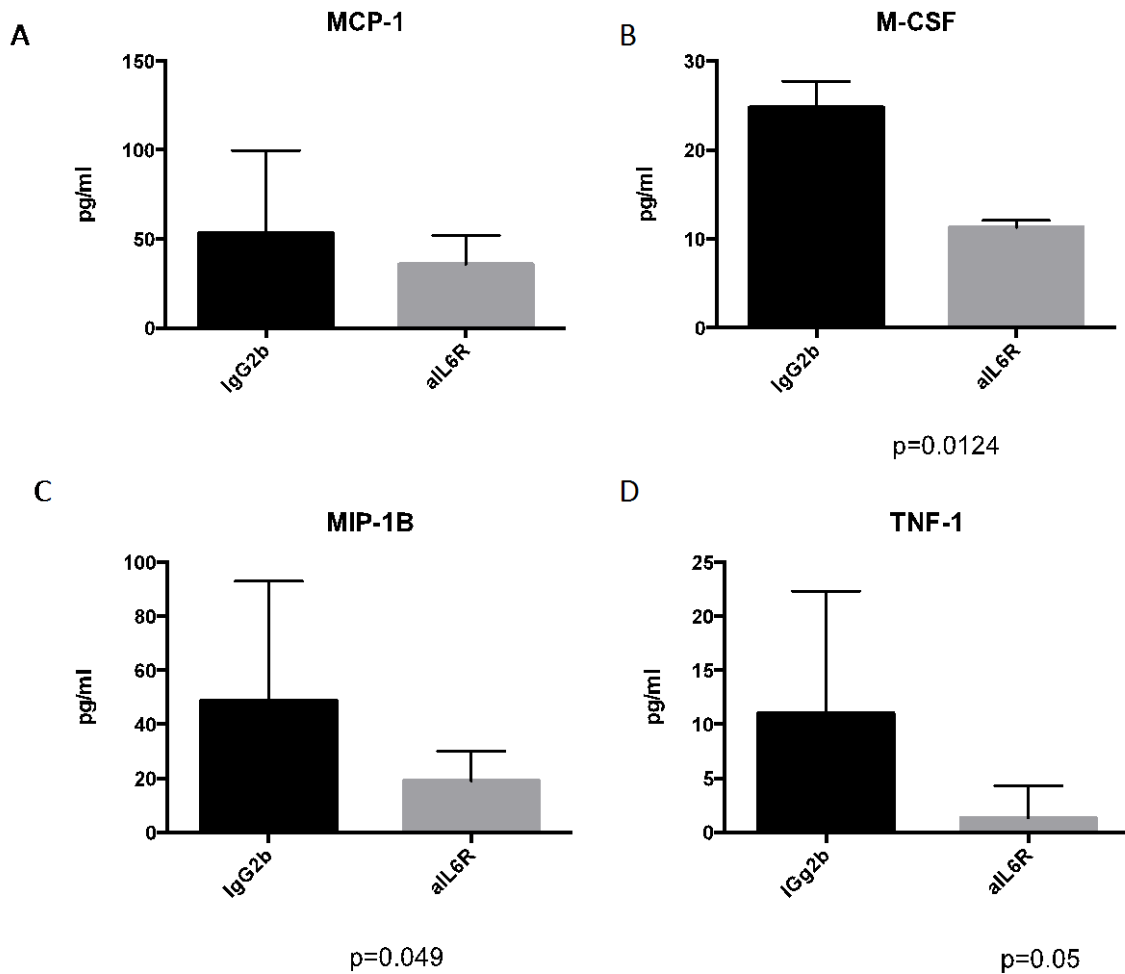 A
MCP-1
pg/ml
150
100
50
0
IgG2b
aIL6R
B
M-CSF
pg/ml
30
20
10
0
IgG2b
aIL6R
p=0.0124
C
MIP-1B
pg/ml
100
80
60
40
20
0
IgG2b
aIL6R
p=0.049
D
TNF-1
pg/ml
25
20
15
10
5
0
IGg2b
aIL6R
p=0.05